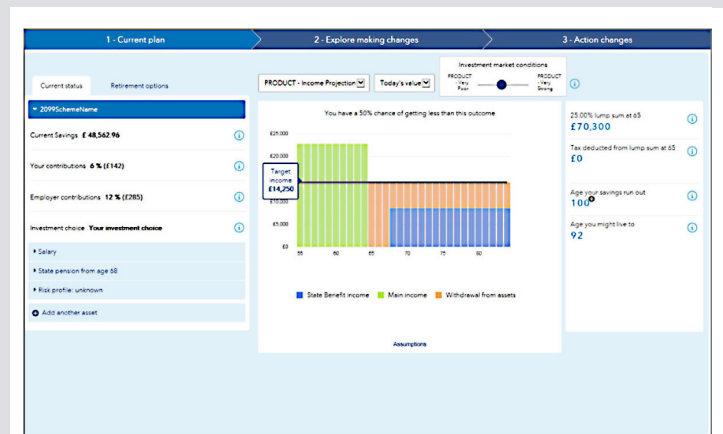 1 - Current plan
2 - Explore making changes
3 - Action changes
Current status
Retirement options
2099SchemeName
Current Savings £ 48,562.96
Your contributions 6 % (£142)
Employer contributions 12 % (£285)
Investment choice Your investment choice
Salary
State pension from age 68
Risk profile: unknown
Add another asset
PRODUCT - Income Projection
Today's value
Investment market conditions
PRODUCT
- Very
Poor
PRODUCT
- Very
Strong
You have a 50% chance of getting less than this outcome
£25,000
£20,000
Target
income
£14,250
£10,000
£5,000
£0
55 60 65 70 75 80
State Benefit income
Main income
Withdrawal from assets
Assumptions
25.00% lump sum at 65
£70,300
Tax deducted from lump sum at 65
£0
Age your savings run out
100
Age you might live to
92